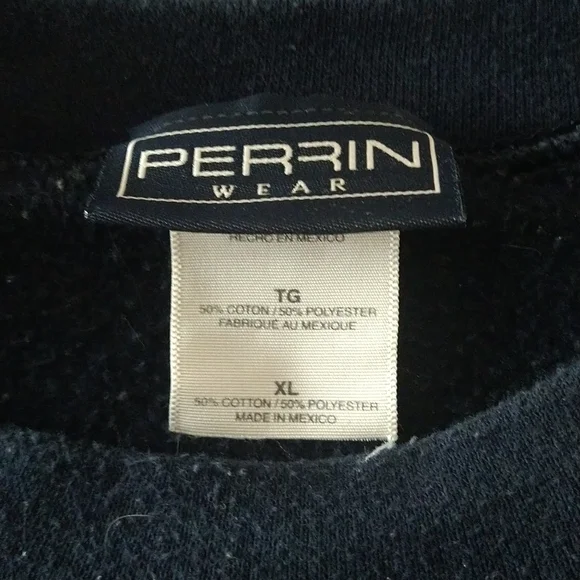 PERRIN
WEAR
HECHO EN MEXICO
TG
50% COTON / 50% POLYESTER
FABRIQUÉ AU MEXIQUE
XL
50% COTTON / 50% POLYESTER
MADE IN MEXICO